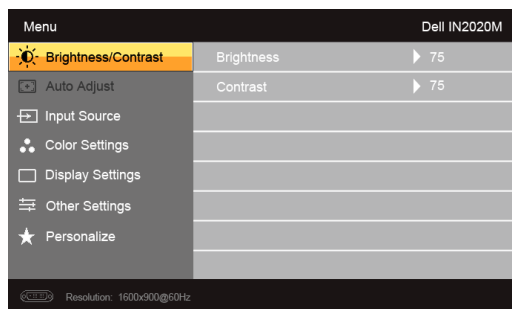 Menu Dell IN2020M
Brightness/Contrast Brightness 75
Auto Adjust Contrast 75
Input Source
Color Settings
Display Settings
Other Settings
Personalize
Resolution: 1600x900@60Hz